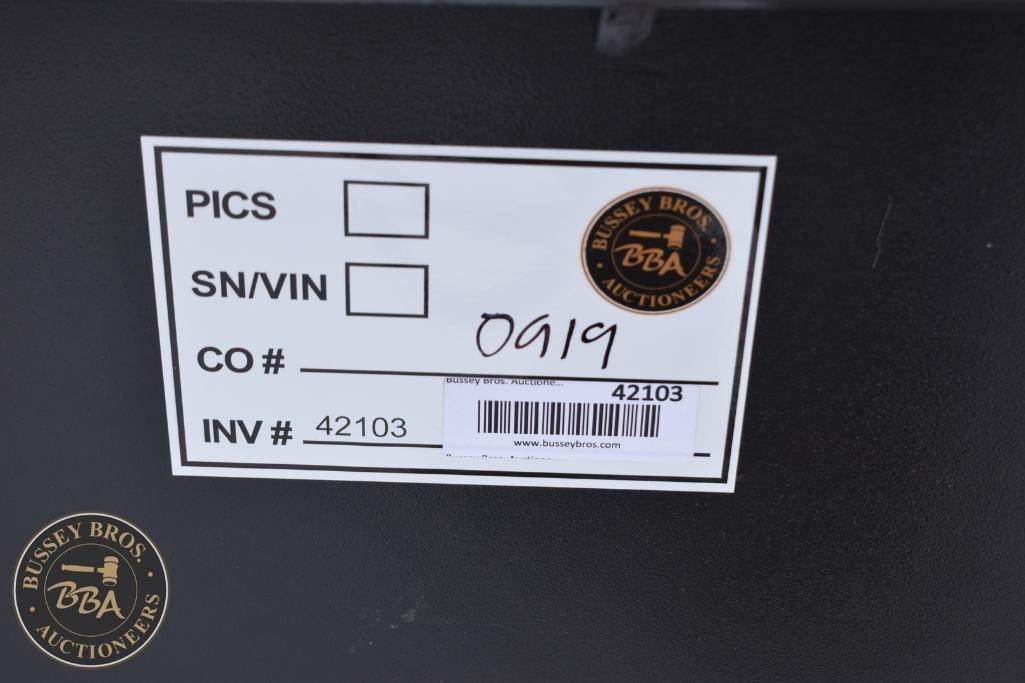 PICS
SN/VIN
CO # 0919
INV # 42103
BUSSEY BROS.
BBA
AUCTIONEERS
Bussey Bros. Auctione...
42103
www.busseybros.com
BUSSEY BROS.
BBA
AUCTIONEERS